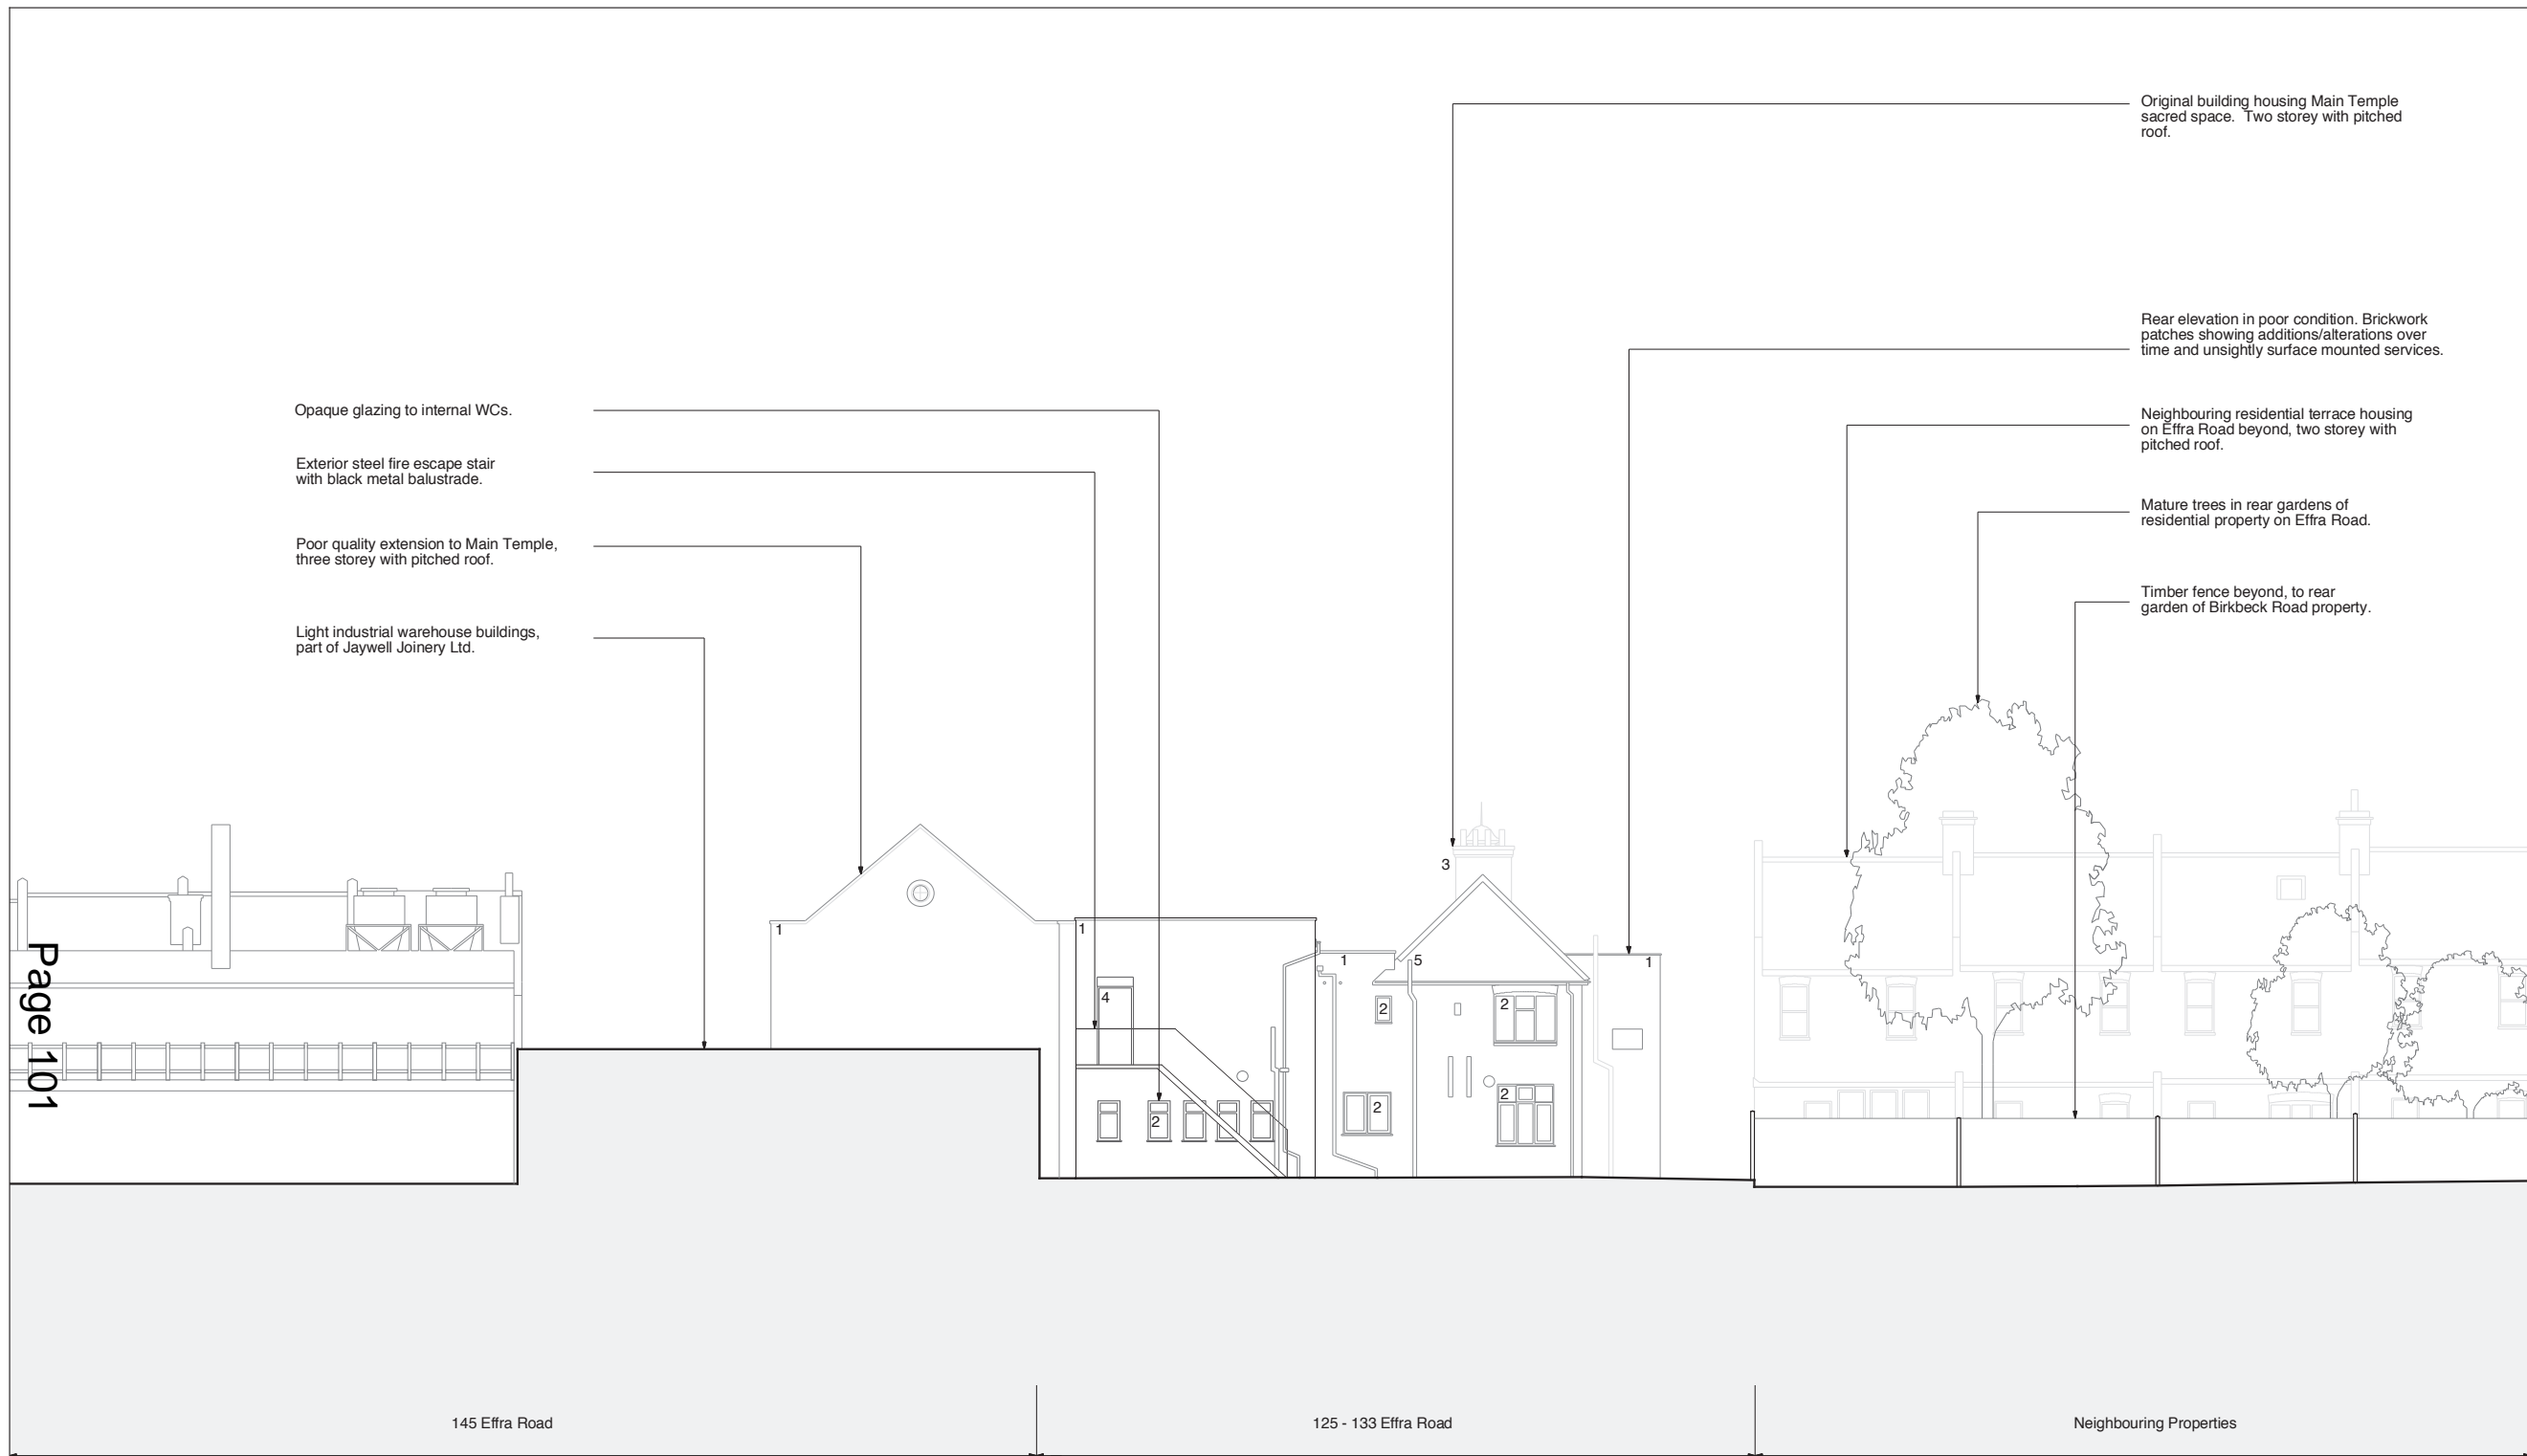 Original building housing Main Temple
sacred space.  Two storey with pitched
roof.
Rear elevation in poor condition. Brickwork
patches showing additions/alterations over
time and unsightly surface mounted services.
Opaque glazing to internal WCs.
Neighbouring residential terrace housing
on Effra Road beyond, two storey with
pitched roof.
Exterior steel fire escape stair
with black metal balustrade.
Mature trees in rear gardens of
residential property on Effra Road.
Poor quality extension to Main Temple,
three storey with pitched roof.
Timber fence beyond, to rear
garden of Birkbeck Road property.
Light industrial warehouse buildings,
part of Jaywell Joinery Ltd.
3
1
1
1
5
1
4
2
2
2
2
2
Page 101
145 Effra Road
125 - 133 Effra Road
Neighbouring Properties